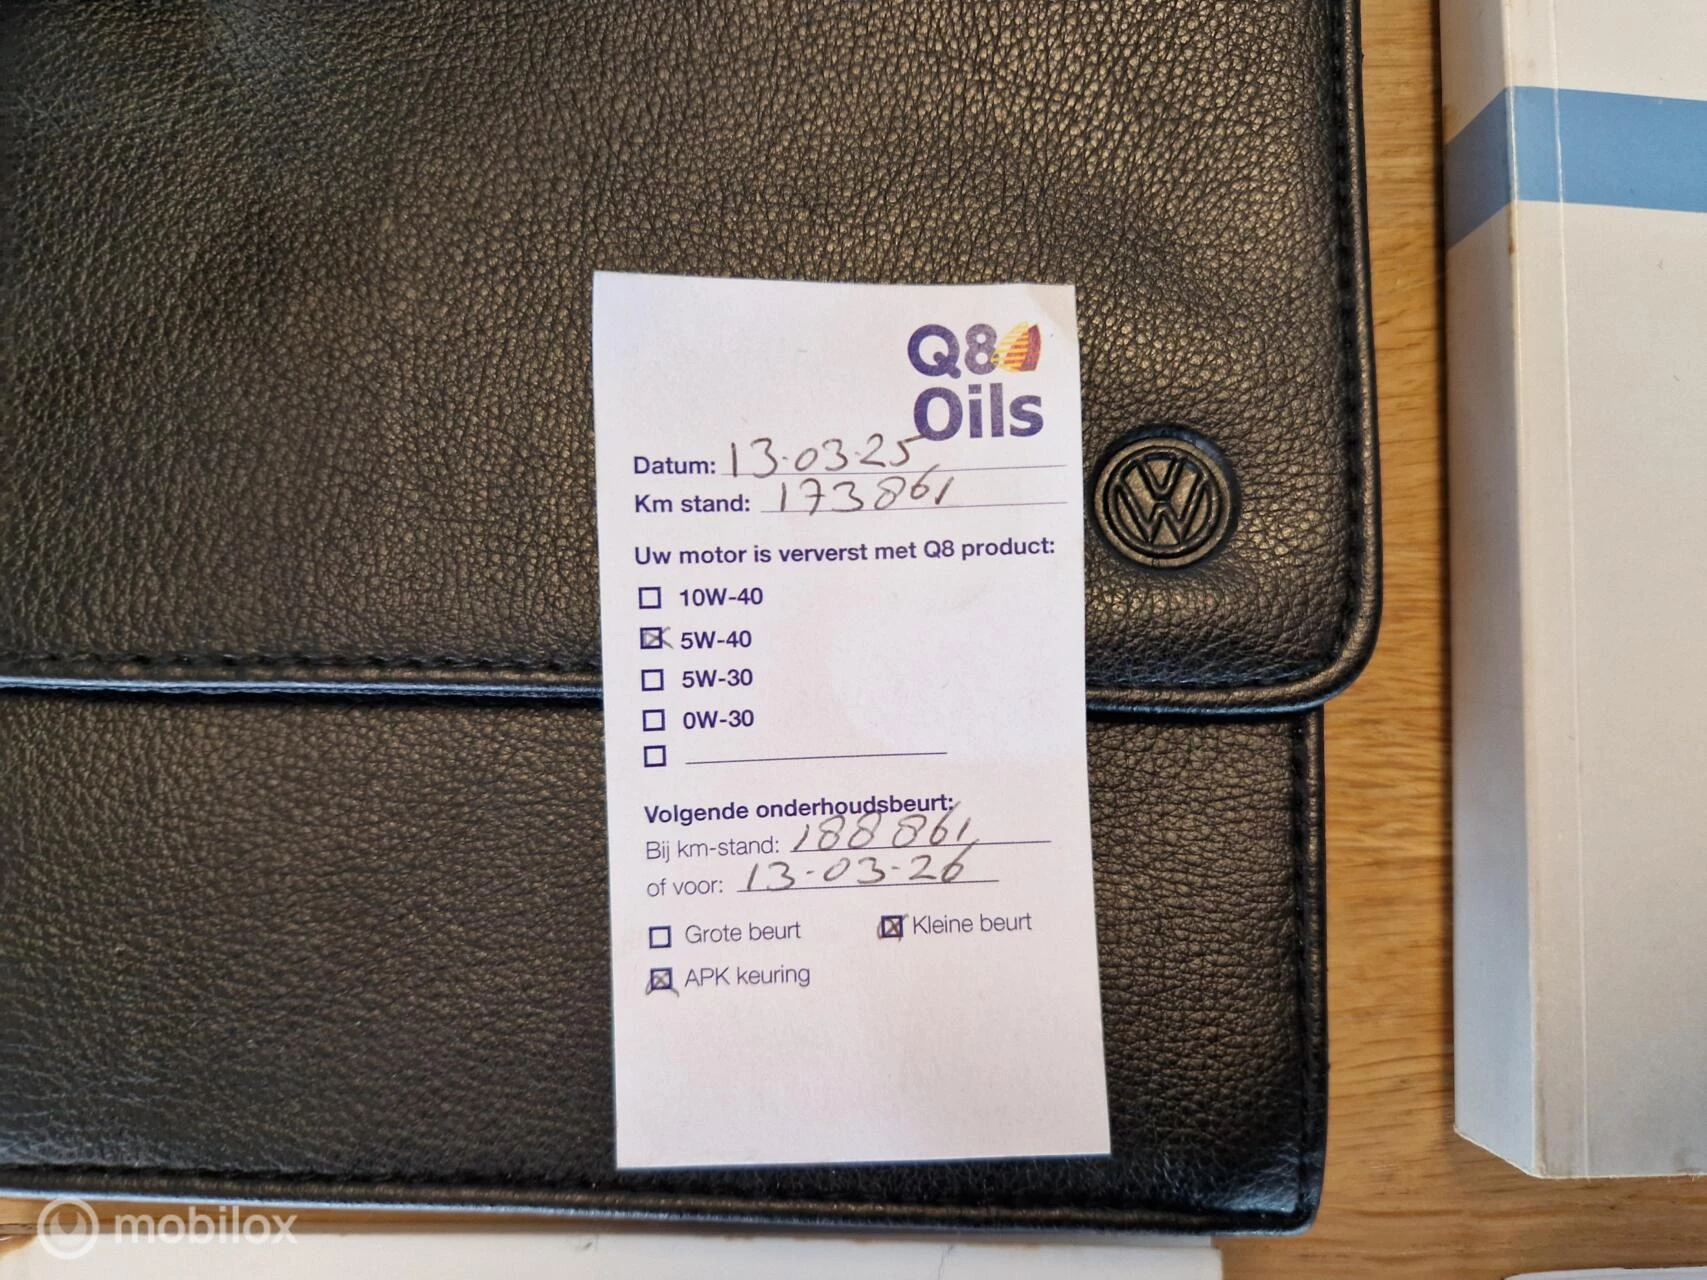 Q8
Oils
Datum: 13-03-25
Km stand: 173861
Uw motor is ververst met Q8 product:
10W-40
5W-40
5W-30
0W-30
Volgende onderhoudsbeurt:
Bij km-stand: 188861
of voor: 13-03-26
Grote beurt Kleine beurt
APK keuring
mobilox